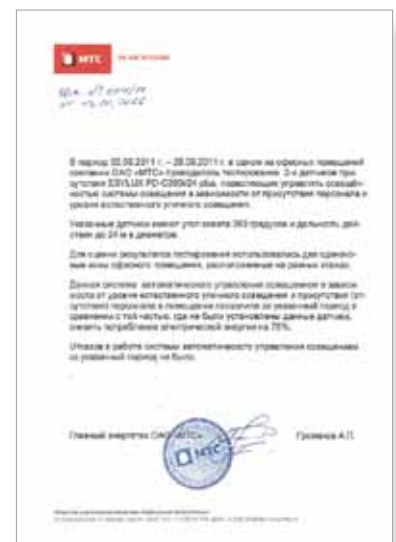 МТС
В период 02.08.2011 г. – 28.08.2011 г. в одном из офисных помещений
компании ОАО «МТС» проводилось тестирование 2-х датчиков при-
сутствия ESYLUX PD-C360i/24 plus, позволяющих управлять освещён-
ностью системы освещения в зависимости от присутствия персонала и
уровня естественного уличного освещения.
Указанные датчики имеют угол охвата 360 градусов и дальность дей-
ствия до 24 м в диаметре.
Для оценки результатов тестирования использовались две одинако-
вые зоны офисного помещения, расположенные на разных этажах.
Данная система автоматического управления освещением в зависи-
мости от уровня естественного уличного освещения и присутствия (от-
сутствия) персонала в помещении позволила за указанный период в
сравнении с той частью, где не были установлены данные датчики,
снизить потребление электрической энергии на 75%.
Отказов в работе системы автоматического управления освещением
за указанный период не было.
Главный энергетик ОАО «МТС»
Грозанов А.П.
МТС